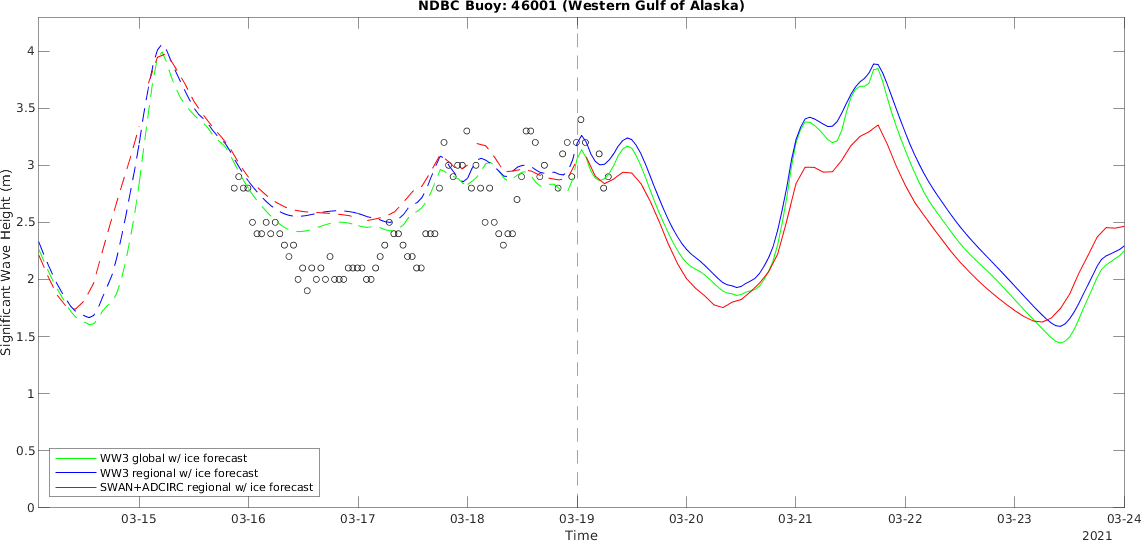 NDBC Buoy: 46001 (Western Gulf of Alaska)
Significant Wave Height (m)
4
3.5
3
2.5
2
1.5
1
0.5
0
WW3 global w/ ice forecast
WW3 regional w/ ice forecast
SWAN+ADCIRC regional w/ ice forecast
03-15 03-16 03-17 03-18 03-19 03-20 03-21 03-22 03-23 03-24
Time
2021